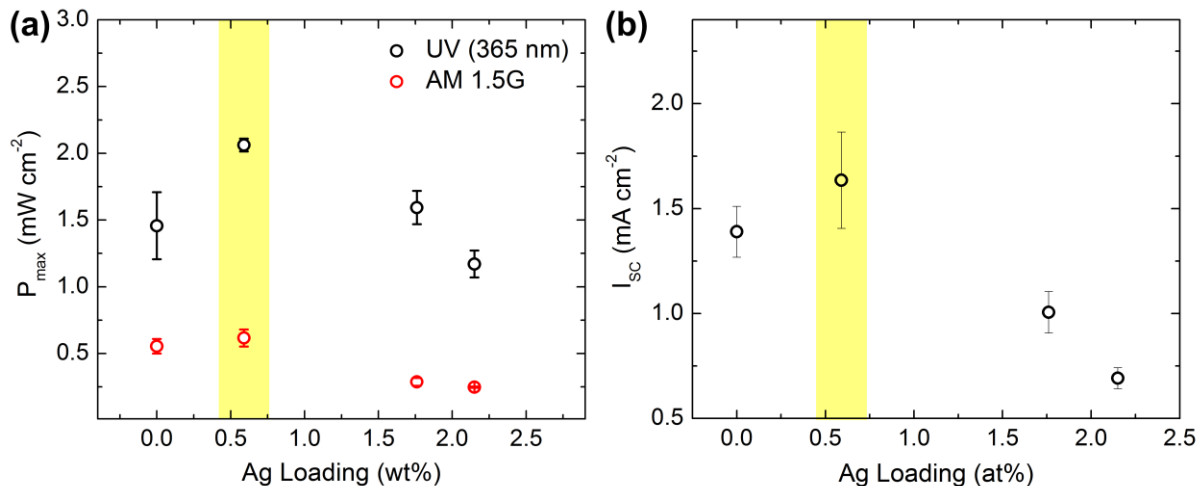 (a)
3.0
2.5
2.0
1.5
1.0
0.5
P_max (mW cm^-2)
UV (365 nm)
AM 1.5G
0.0 0.5 1.0 1.5 2.0 2.5
Ag Loading (wt%)
(b)
2.0
1.5
1.0
0.5
I_SC (mA cm^-2)
0.0 0.5 1.0 1.5 2.0 2.5
Ag Loading (at%)